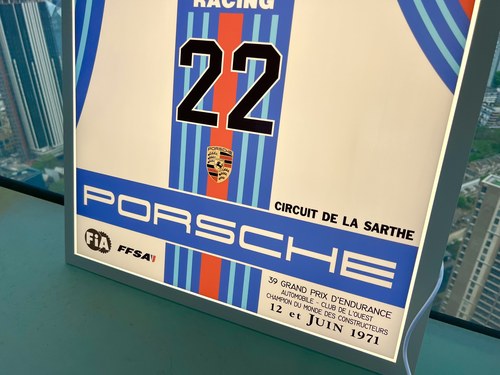 RACING
22
PORSCHE
CIRCUIT DE LA SARTHE
PORSCHE
FiA
FFSA
39 GRAND PRIX D'ENDURANCE
AUTOMOBILE - CLUB DE L'OUEST
CHAMPION DU MONDE DES CONSTRUCTEURS
12 et JUIN 1971